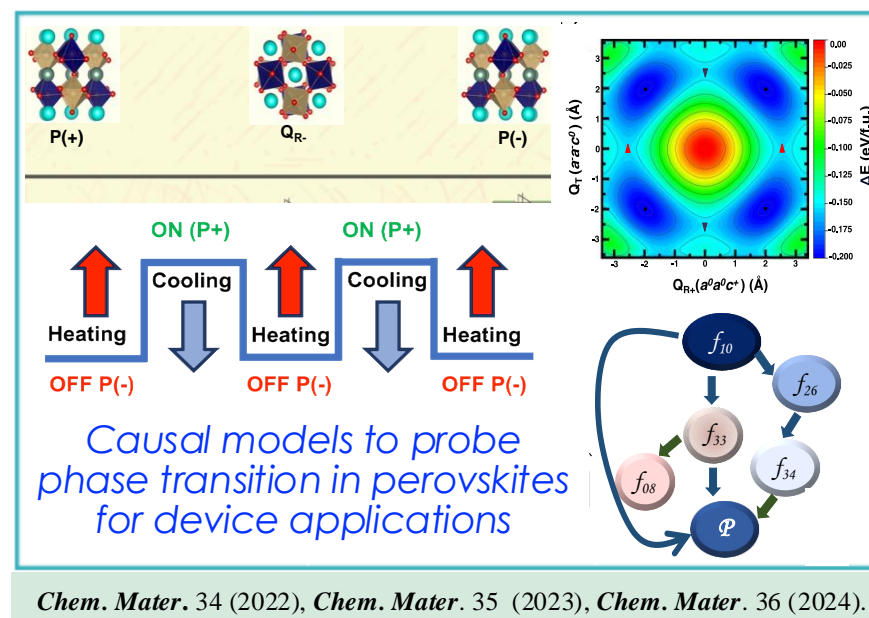 P(+)
Q_R-
P(-)
ON (P+)
ON (P+)
Cooling
Cooling
Heating
Heating
Heating
OFF P(-)
OFF P(-)
OFF P(-)
Causal models to probe
phase transition in perovskites
for device applications
Q_T (a⁻a⁻c⁰) (Å)
3
2
1
0
-1
-2
-3
-3 -2 -1 0 1 2 3
Q_R+(a⁰a⁰c⁺) (Å)
0.00
-0.025
-0.050
-0.075
-0.100
-0.125
-0.150
-0.175
-0.200
ΔE (eV/f.u.)
f10
f26
f33
f08
f34
P
Chem. Mater. 34 (2022), Chem. Mater. 35 (2023), Chem. Mater. 36 (2024).